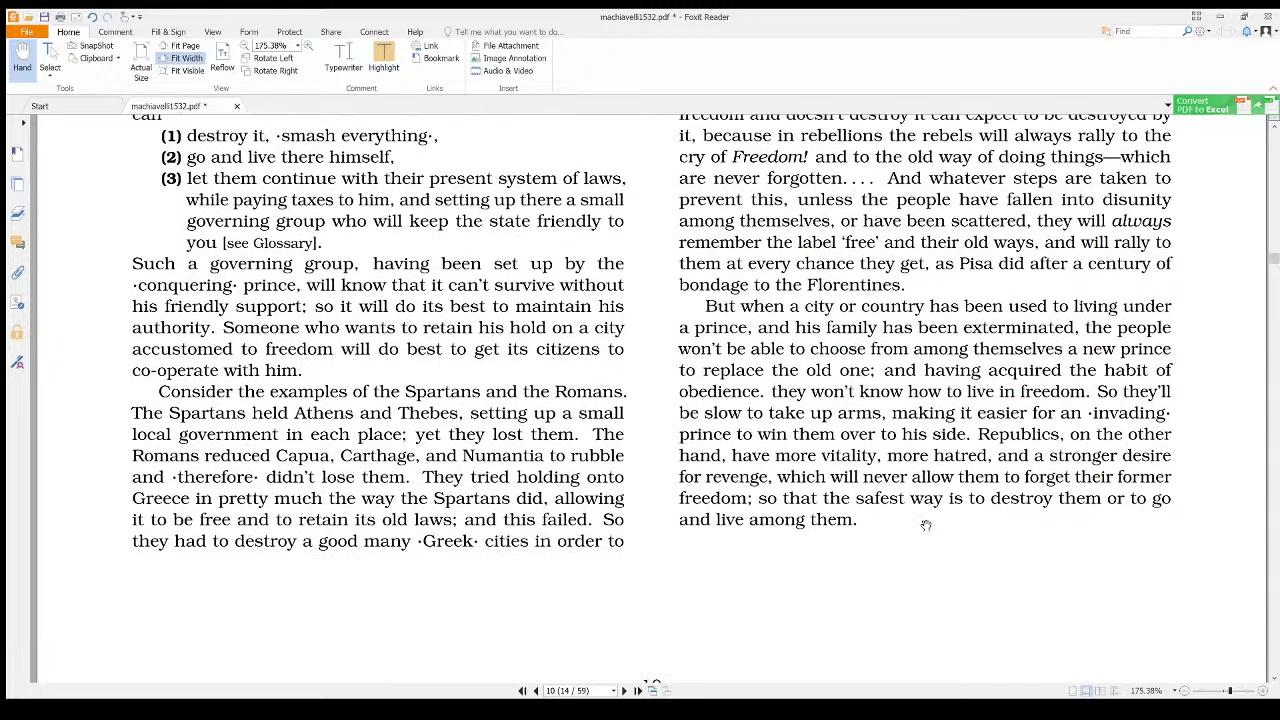 machiavelli1532.pdf * - Foxit Reader
File Home Comment Fill & Sign View Form Protect Share Connect Help Tell me what you want to do... Find
Hand
Select
SnapShot
Clipboard
Actual Size
Fit Page
Fit Width
Fit Visible
Reflow
175.38%
Rotate Left
Rotate Right
Typewriter
Highlight
Link
Bookmark
File Attachment
Image Annotation
Audio & Video
Tools View Comment Links Insert
Start machiavelli1532.pdf *
Convert
PDF to Excel
can
(1) destroy it, ·smash everything·,
(2) go and live there himself,
(3) let them continue with their present system of laws,
while paying taxes to him, and setting up there a small
governing group who will keep the state friendly to
you [see Glossary].
Such a governing group, having been set up by the
·conquering· prince, will know that it can't survive without
his friendly support; so it will do its best to maintain his
authority. Someone who wants to retain his hold on a city
accustomed to freedom will do best to get its citizens to
co-operate with him.
Consider the examples of the Spartans and the Romans.
The Spartans held Athens and Thebes, setting up a small
local government in each place; yet they lost them. The
Romans reduced Capua, Carthage, and Numantia to rubble
and ·therefore· didn't lose them. They tried holding onto
Greece in pretty much the way the Spartans did, allowing
it to be free and to retain its old laws; and this failed. So
they had to destroy a good many ·Greek· cities in order to
freedom and doesn't destroy it can expect to be destroyed by
it, because in rebellions the rebels will always rally to the
cry of Freedom! and to the old way of doing things—which
are never forgotten. . . . And whatever steps are taken to
prevent this, unless the people have fallen into disunity
among themselves, or have been scattered, they will always
remember the label 'free' and their old ways, and will rally to
them at every chance they get, as Pisa did after a century of
bondage to the Florentines.
But when a city or country has been used to living under
a prince, and his family has been exterminated, the people
won't be able to choose from among themselves a new prince
to replace the old one; and having acquired the habit of
obedience. they won't know how to live in freedom. So they'll
be slow to take up arms, making it easier for an ·invading·
prince to win them over to his side. Republics, on the other
hand, have more vitality, more hatred, and a stronger desire
for revenge, which will never allow them to forget their former
freedom; so that the safest way is to destroy them or to go
and live among them.
10
10 (14 / 59)
175.38%